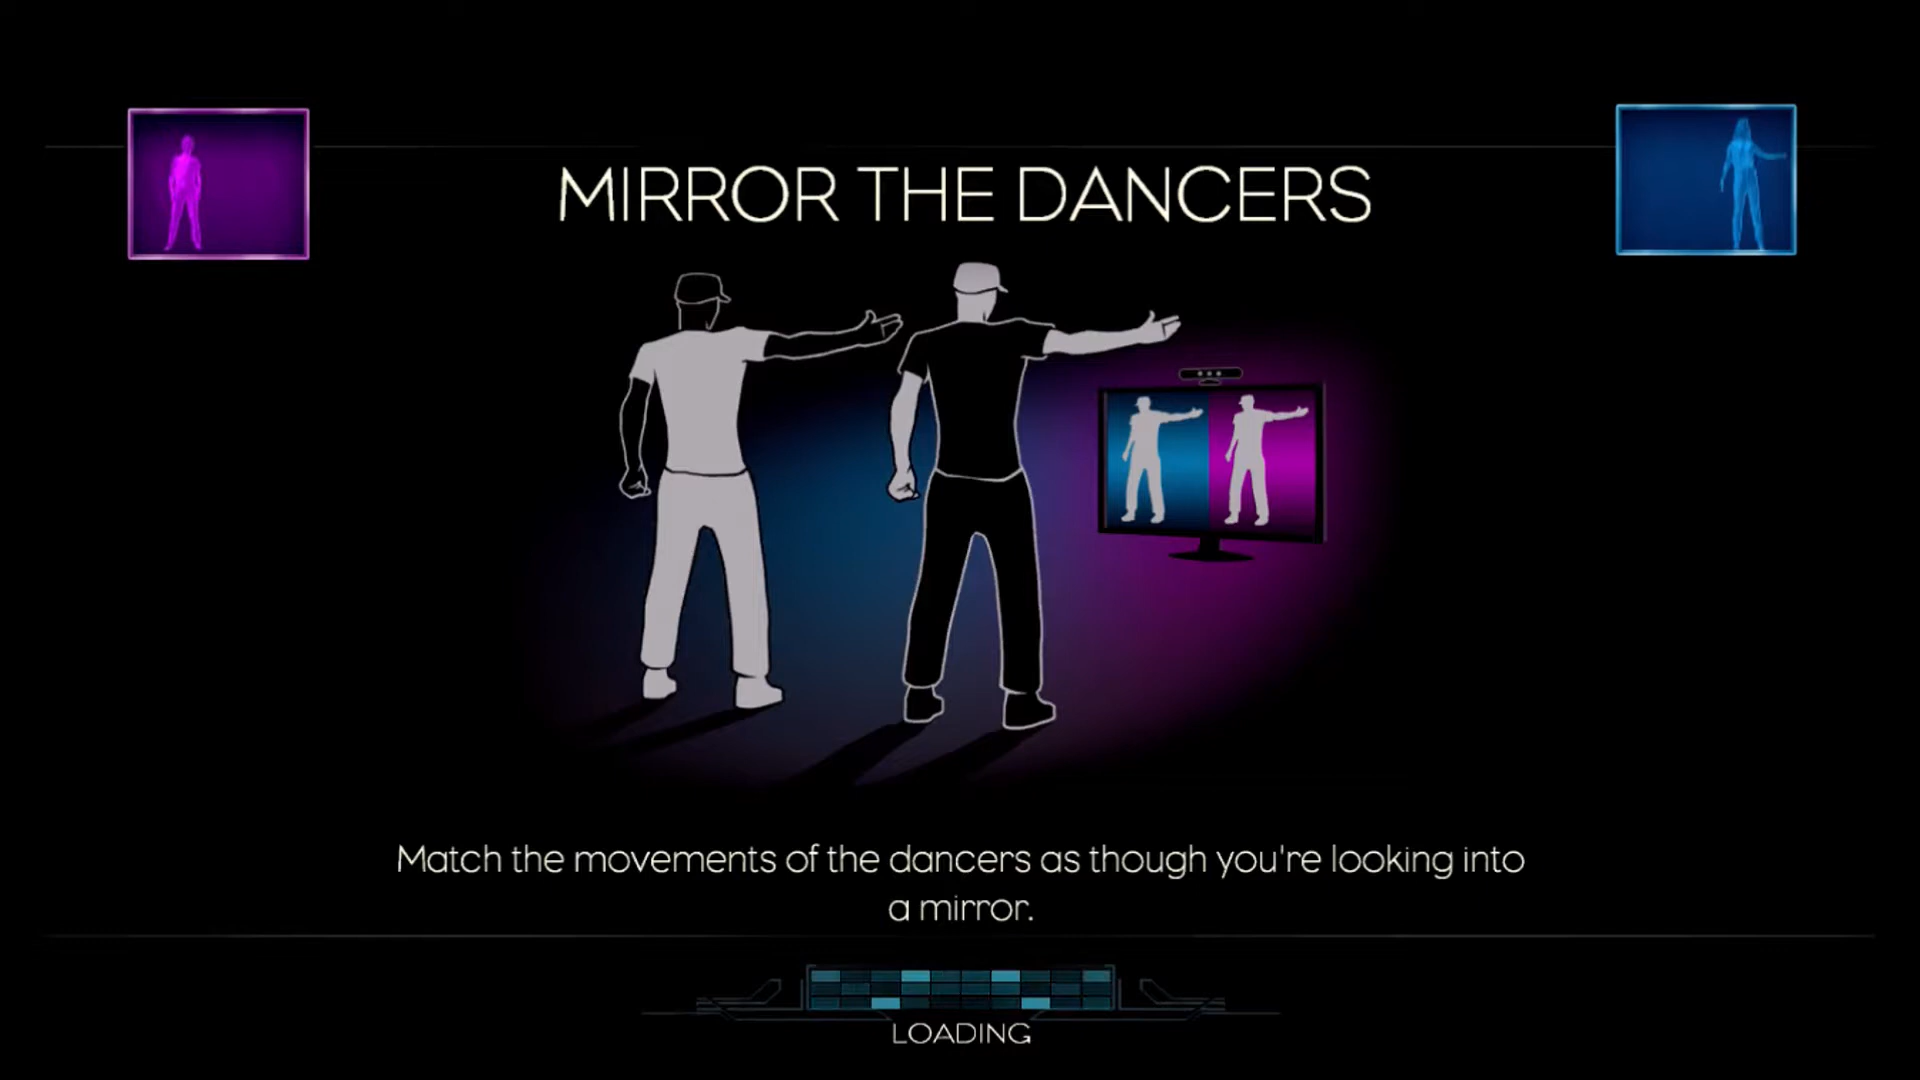 MIRROR THE DANCERS
Match the movements of the dancers as though you're looking into
a mirror.
LOADING